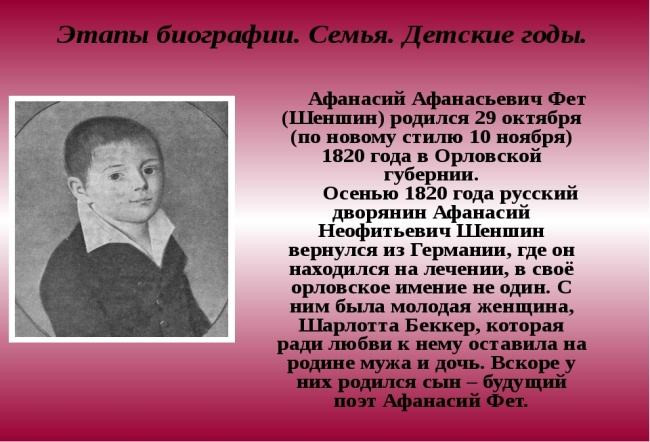 Этапы биографии. Семья. Детские годы.
Афанасий Афанасьевич Фет
(Шеншин) родился 29 октября
(по новому стилю 10 ноября)
1820 года в Орловской
губернии.
Осенью 1820 года русский
дворянин Афанасий
Неофитьевич Шеншин
вернулся из Германии, где он
находился на лечении, в своё
орловское имение не один. С
ним была молодая женщина,
Шарлотта Беккер, которая
ради любви к нему оставила на
родине мужа и дочь. Вскоре у
них родился сын – будущий
поэт Афанасий Фет.